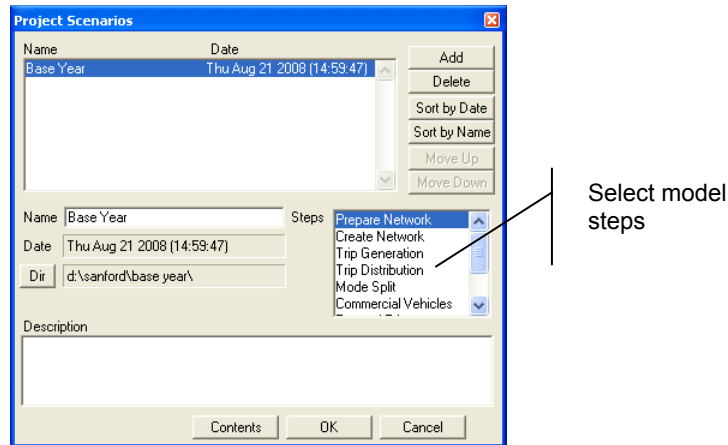 Project Scenarios
Name Date
Base Year Thu Aug 21 2008 (14:59:47)
Add
Delete
Sort by Date
Sort by Name
Move Up
Move Down
Name Base Year
Date Thu Aug 21 2008 (14:59:47)
Dir d:\sanford\base year\
Steps
Prepare Network
Create Network
Trip Generation
Trip Distribution
Mode Split
Commercial Vehicles
Description
Contents OK Cancel
Select model
steps